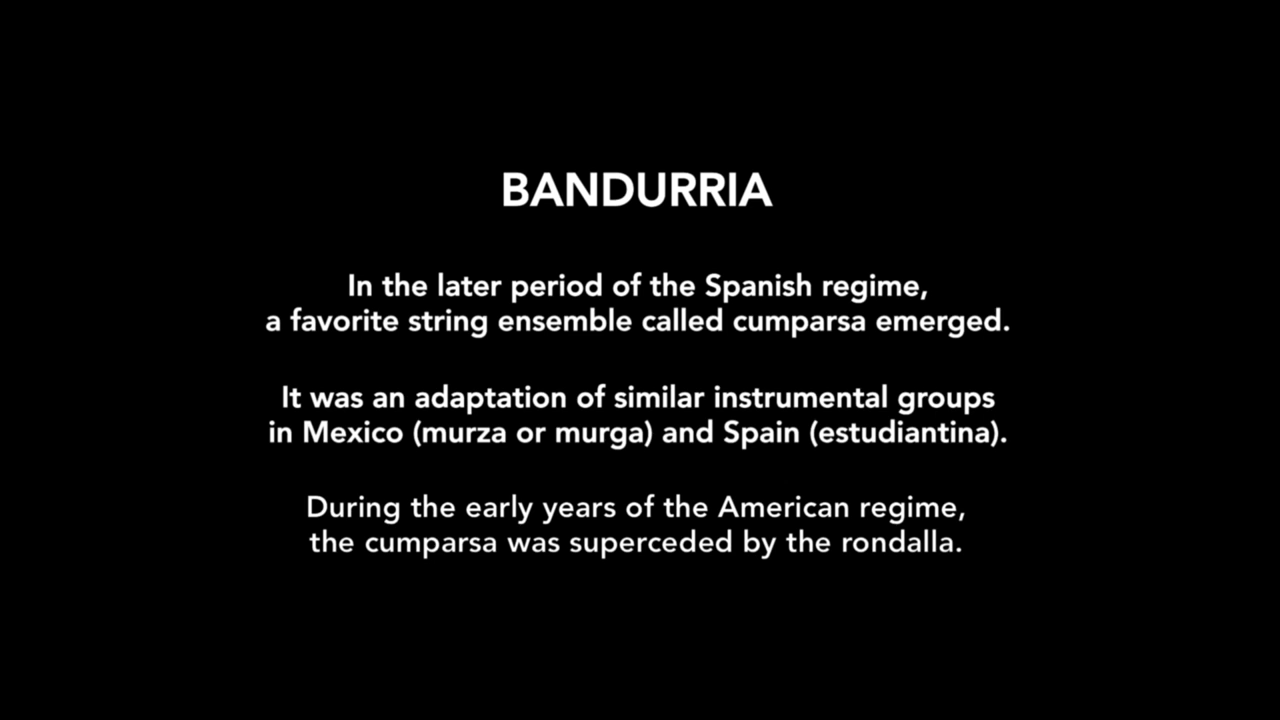 BANDURRIA
In the later period of the Spanish regime,
a favorite string ensemble called cumparsa emerged.
It was an adaptation of similar instrumental groups
in Mexico (murza or murga) and Spain (estudiantina).
During the early years of the American regime,
the cumparsa was superceded by the rondalla.